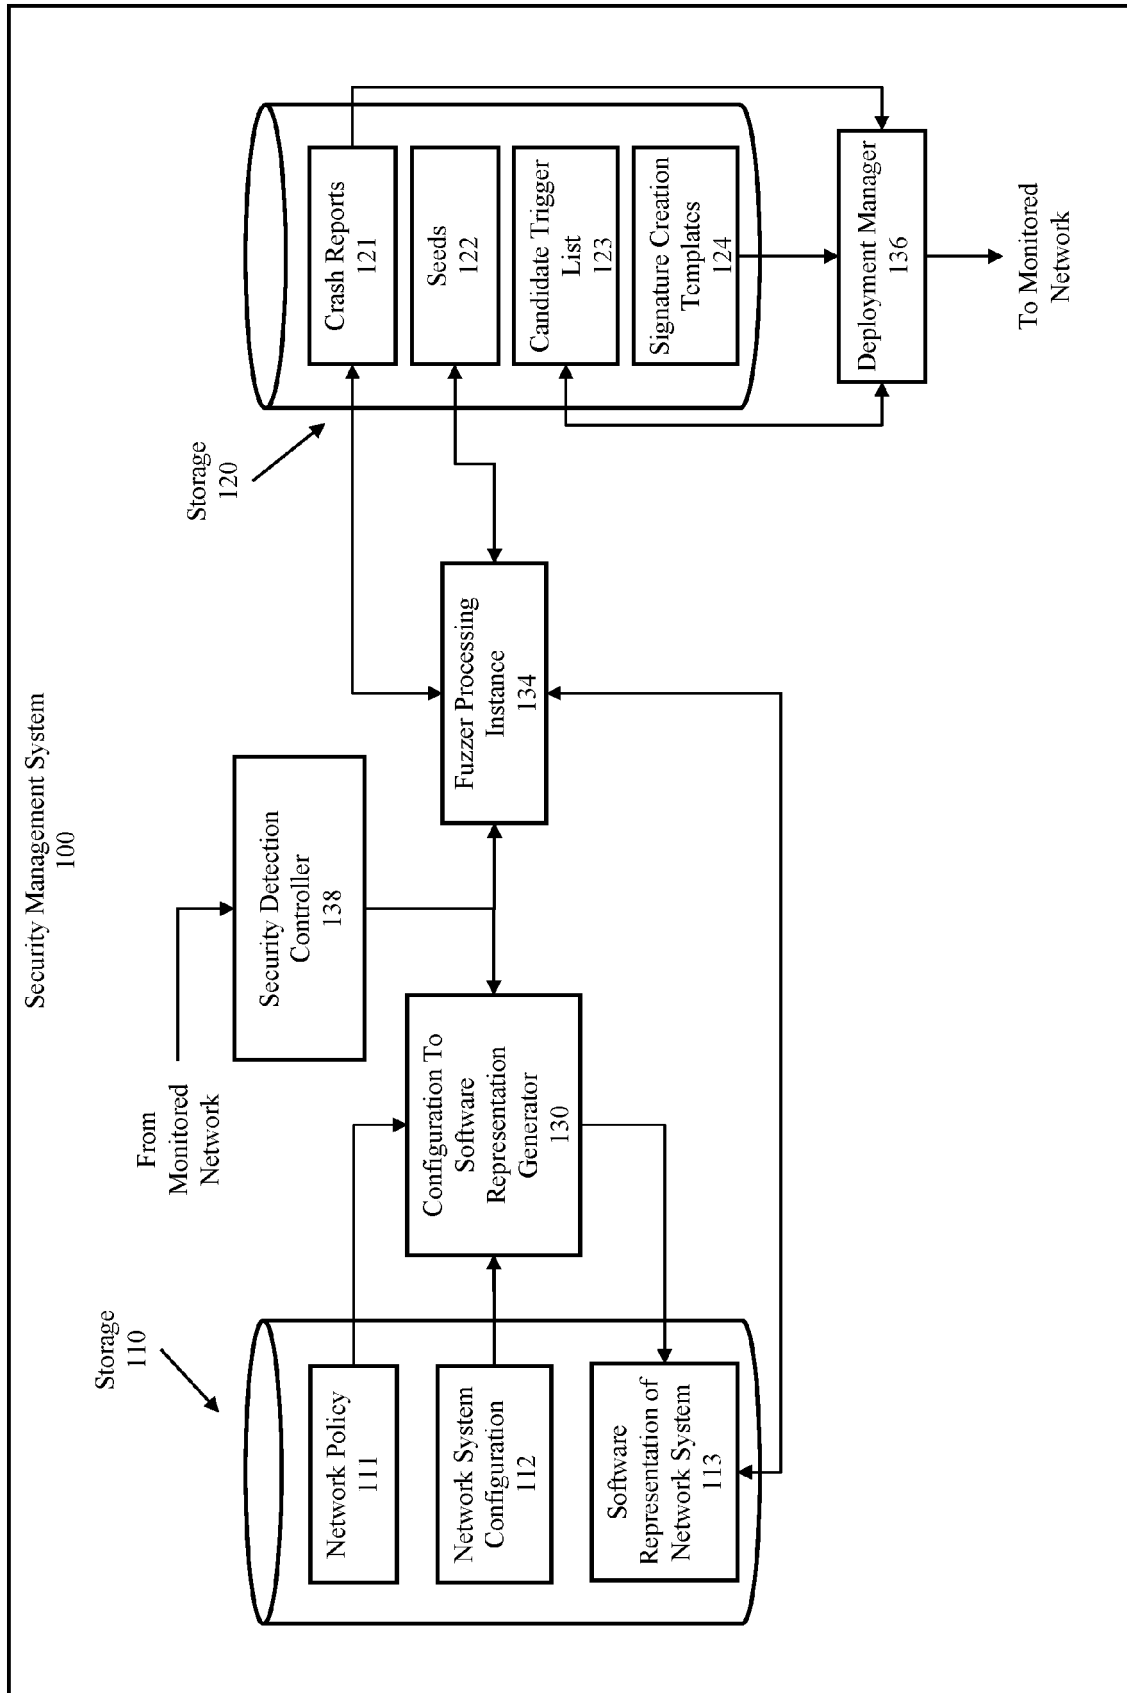 Security Management System
100
Storage
110
Network Policy
111
Network System
Configuration
112
Software
Representation of
Network System
113
From
Monitored
Network
Security Detection
Controller
138
Configuration To
Software
Representation
Generator
130
Fuzzer Processing
Instance
134
Storage
120
Crash Reports
121
Seeds
122
Candidate Trigger
List
123
Signature Creation
Templates
124
Deployment Manager
136
To Monitored
Network